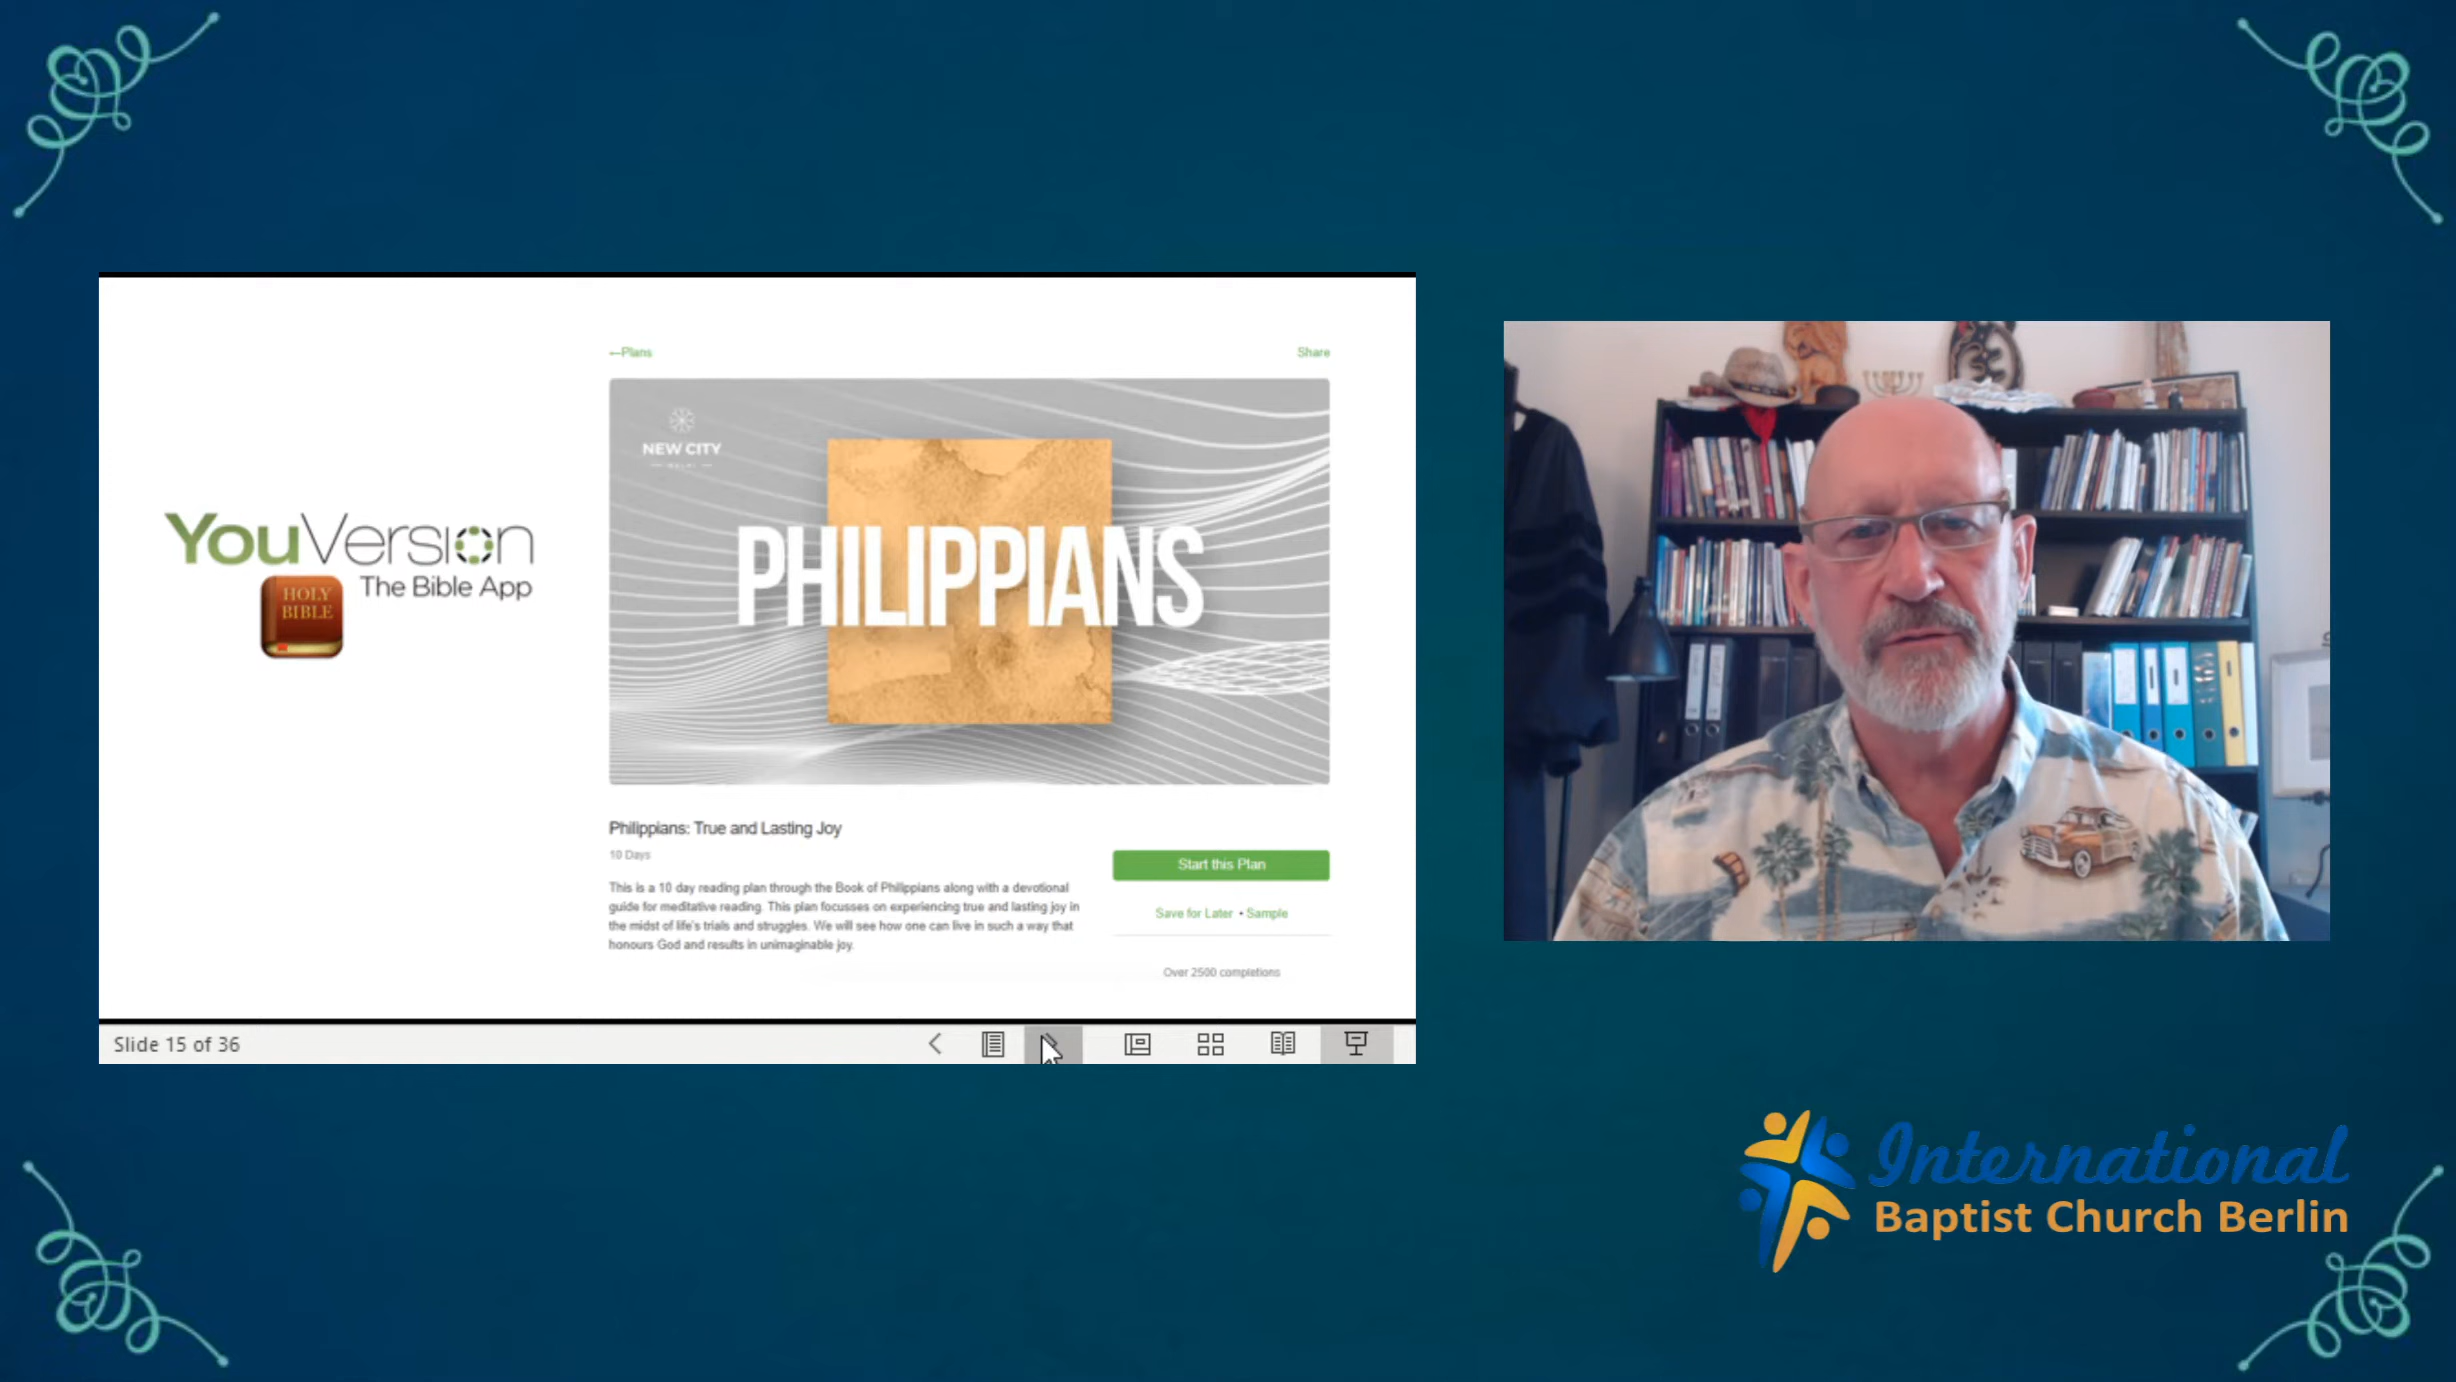 ←Plans
Share
NEW CITY
PHILIPPIANS
YouVersion
The Bible App
HOLY
BIBLE
Philippians: True and Lasting Joy
10 Days
This is a 10 day reading plan through the Book of Philippians along with a devotional
guide for meditative reading. This plan focusses on experiencing true and lasting joy in
the midst of life's trials and struggles. We will see how one can live in such a way that
honours God and results in unimaginable joy.
Start this Plan
Save for Later • Sample
Over 2500 completions
Slide 15 of 36
International
Baptist Church Berlin